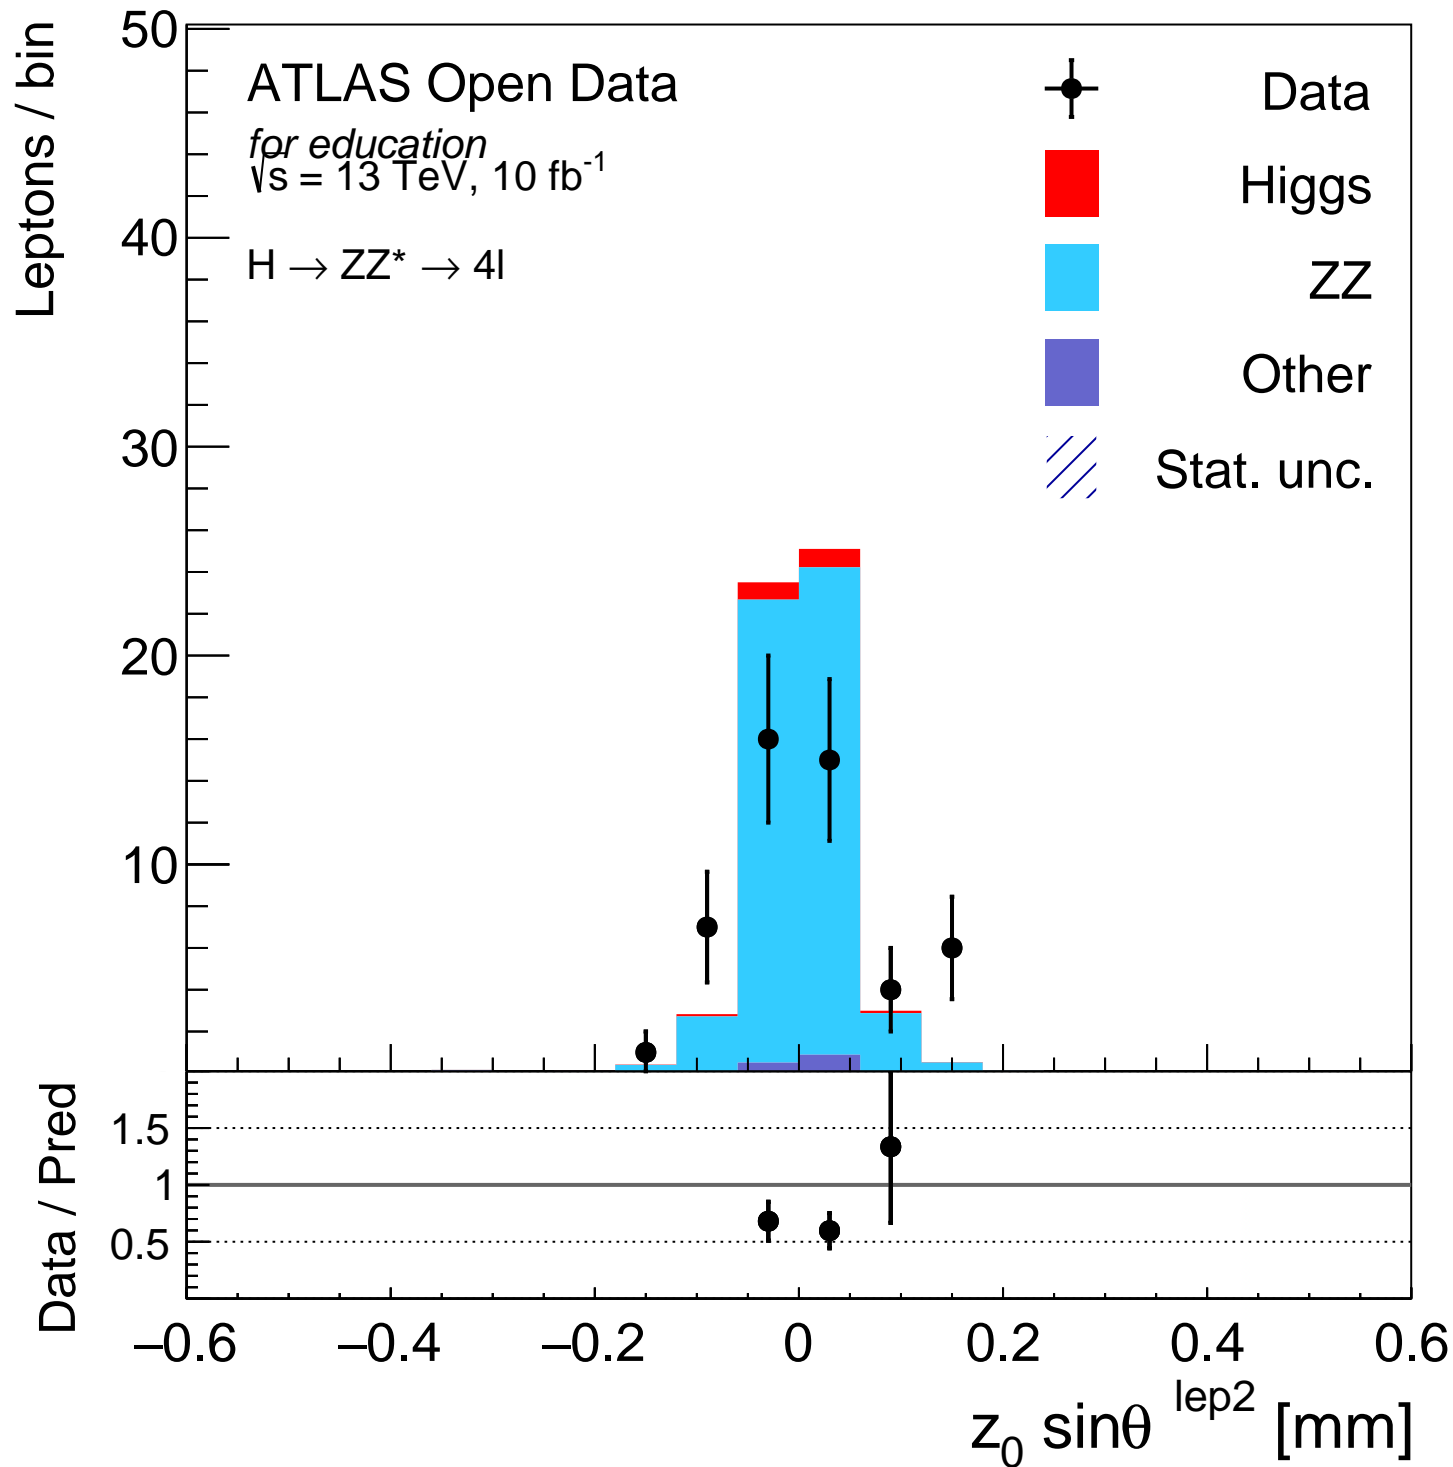 Leptons / bin
50
40
30
20
10
ATLAS Open Data
for education
√s = 13 TeV, 10 fb⁻¹
H → ZZ* → 4l
Data
Higgs
ZZ
Other
Stat. unc.
Data / Pred
1.5
1
0.5
–0.6 –0.4 –0.2 0 0.2 0.4 0.6
z₀ sinθ ^lep2 [mm]